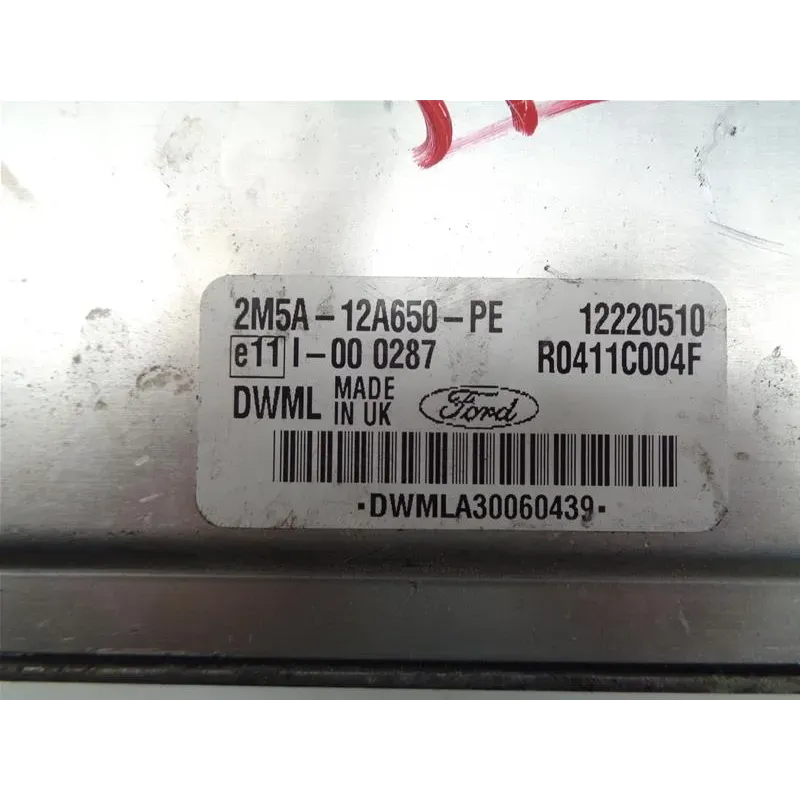 2M5A-12A650-PE 12220510
e11 I-00 0287 R0411C004F
DWML MADE IN UK Ford
·DWMLA30060439·